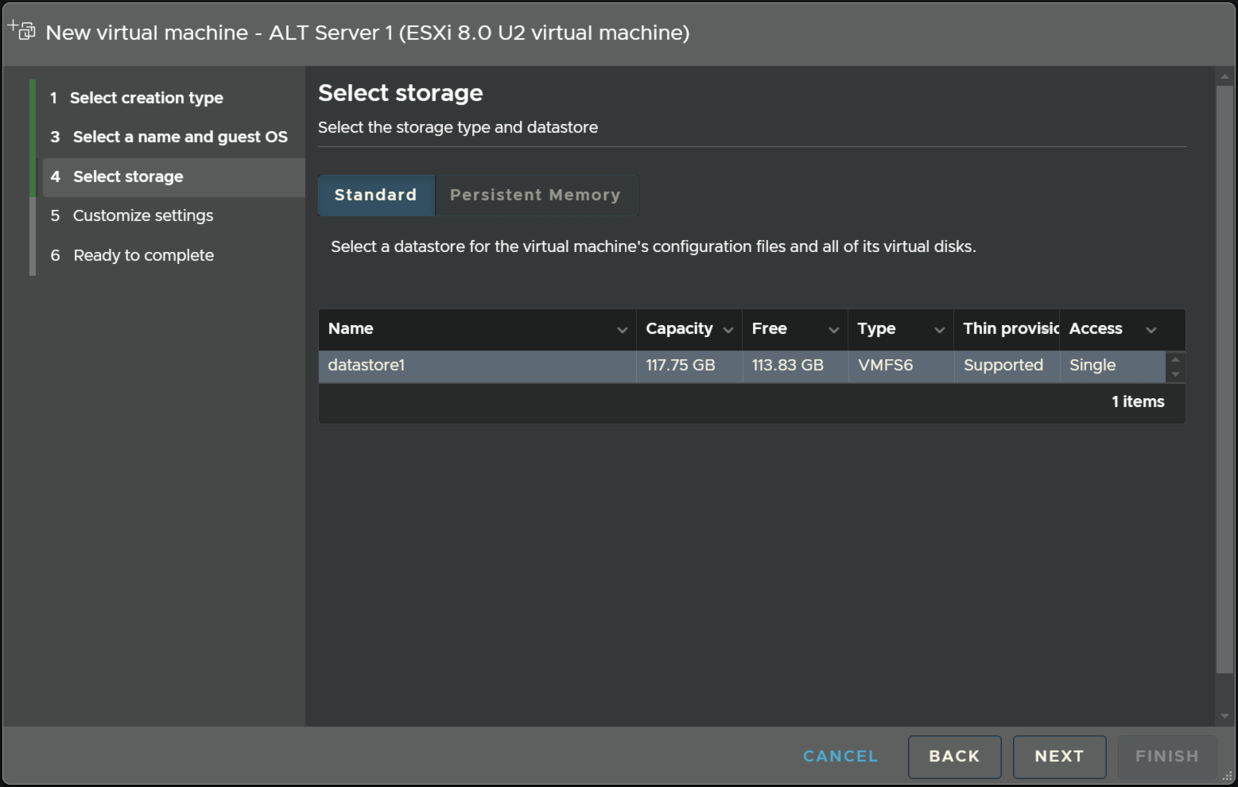 New virtual machine - ALT Server 1 (ESXi 8.0 U2 virtual machine)
1 Select creation type
3 Select a name and guest OS
4 Select storage
5 Customize settings
6 Ready to complete
Select storage
Select the storage type and datastore
Standard Persistent Memory
Select a datastore for the virtual machine's configuration files and all of its virtual disks.
Name Capacity Free Type Thin provisic Access
datastore1 117.75 GB 113.83 GB VMFS6 Supported Single
1 items
CANCEL BACK NEXT FINISH